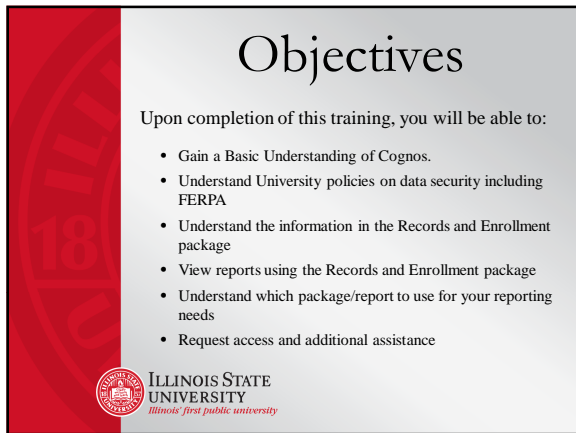 Objectives
Upon completion of this training, you will be able to:
• Gain a Basic Understanding of Cognos.
• Understand University policies on data security including
FERPA
• Understand the information in the Records and Enrollment
package
• View reports using the Records and Enrollment package
• Understand which package/report to use for your reporting
needs
• Request access and additional assistance
ILLINOIS STATE
UNIVERSITY
Illinois' first public university
18